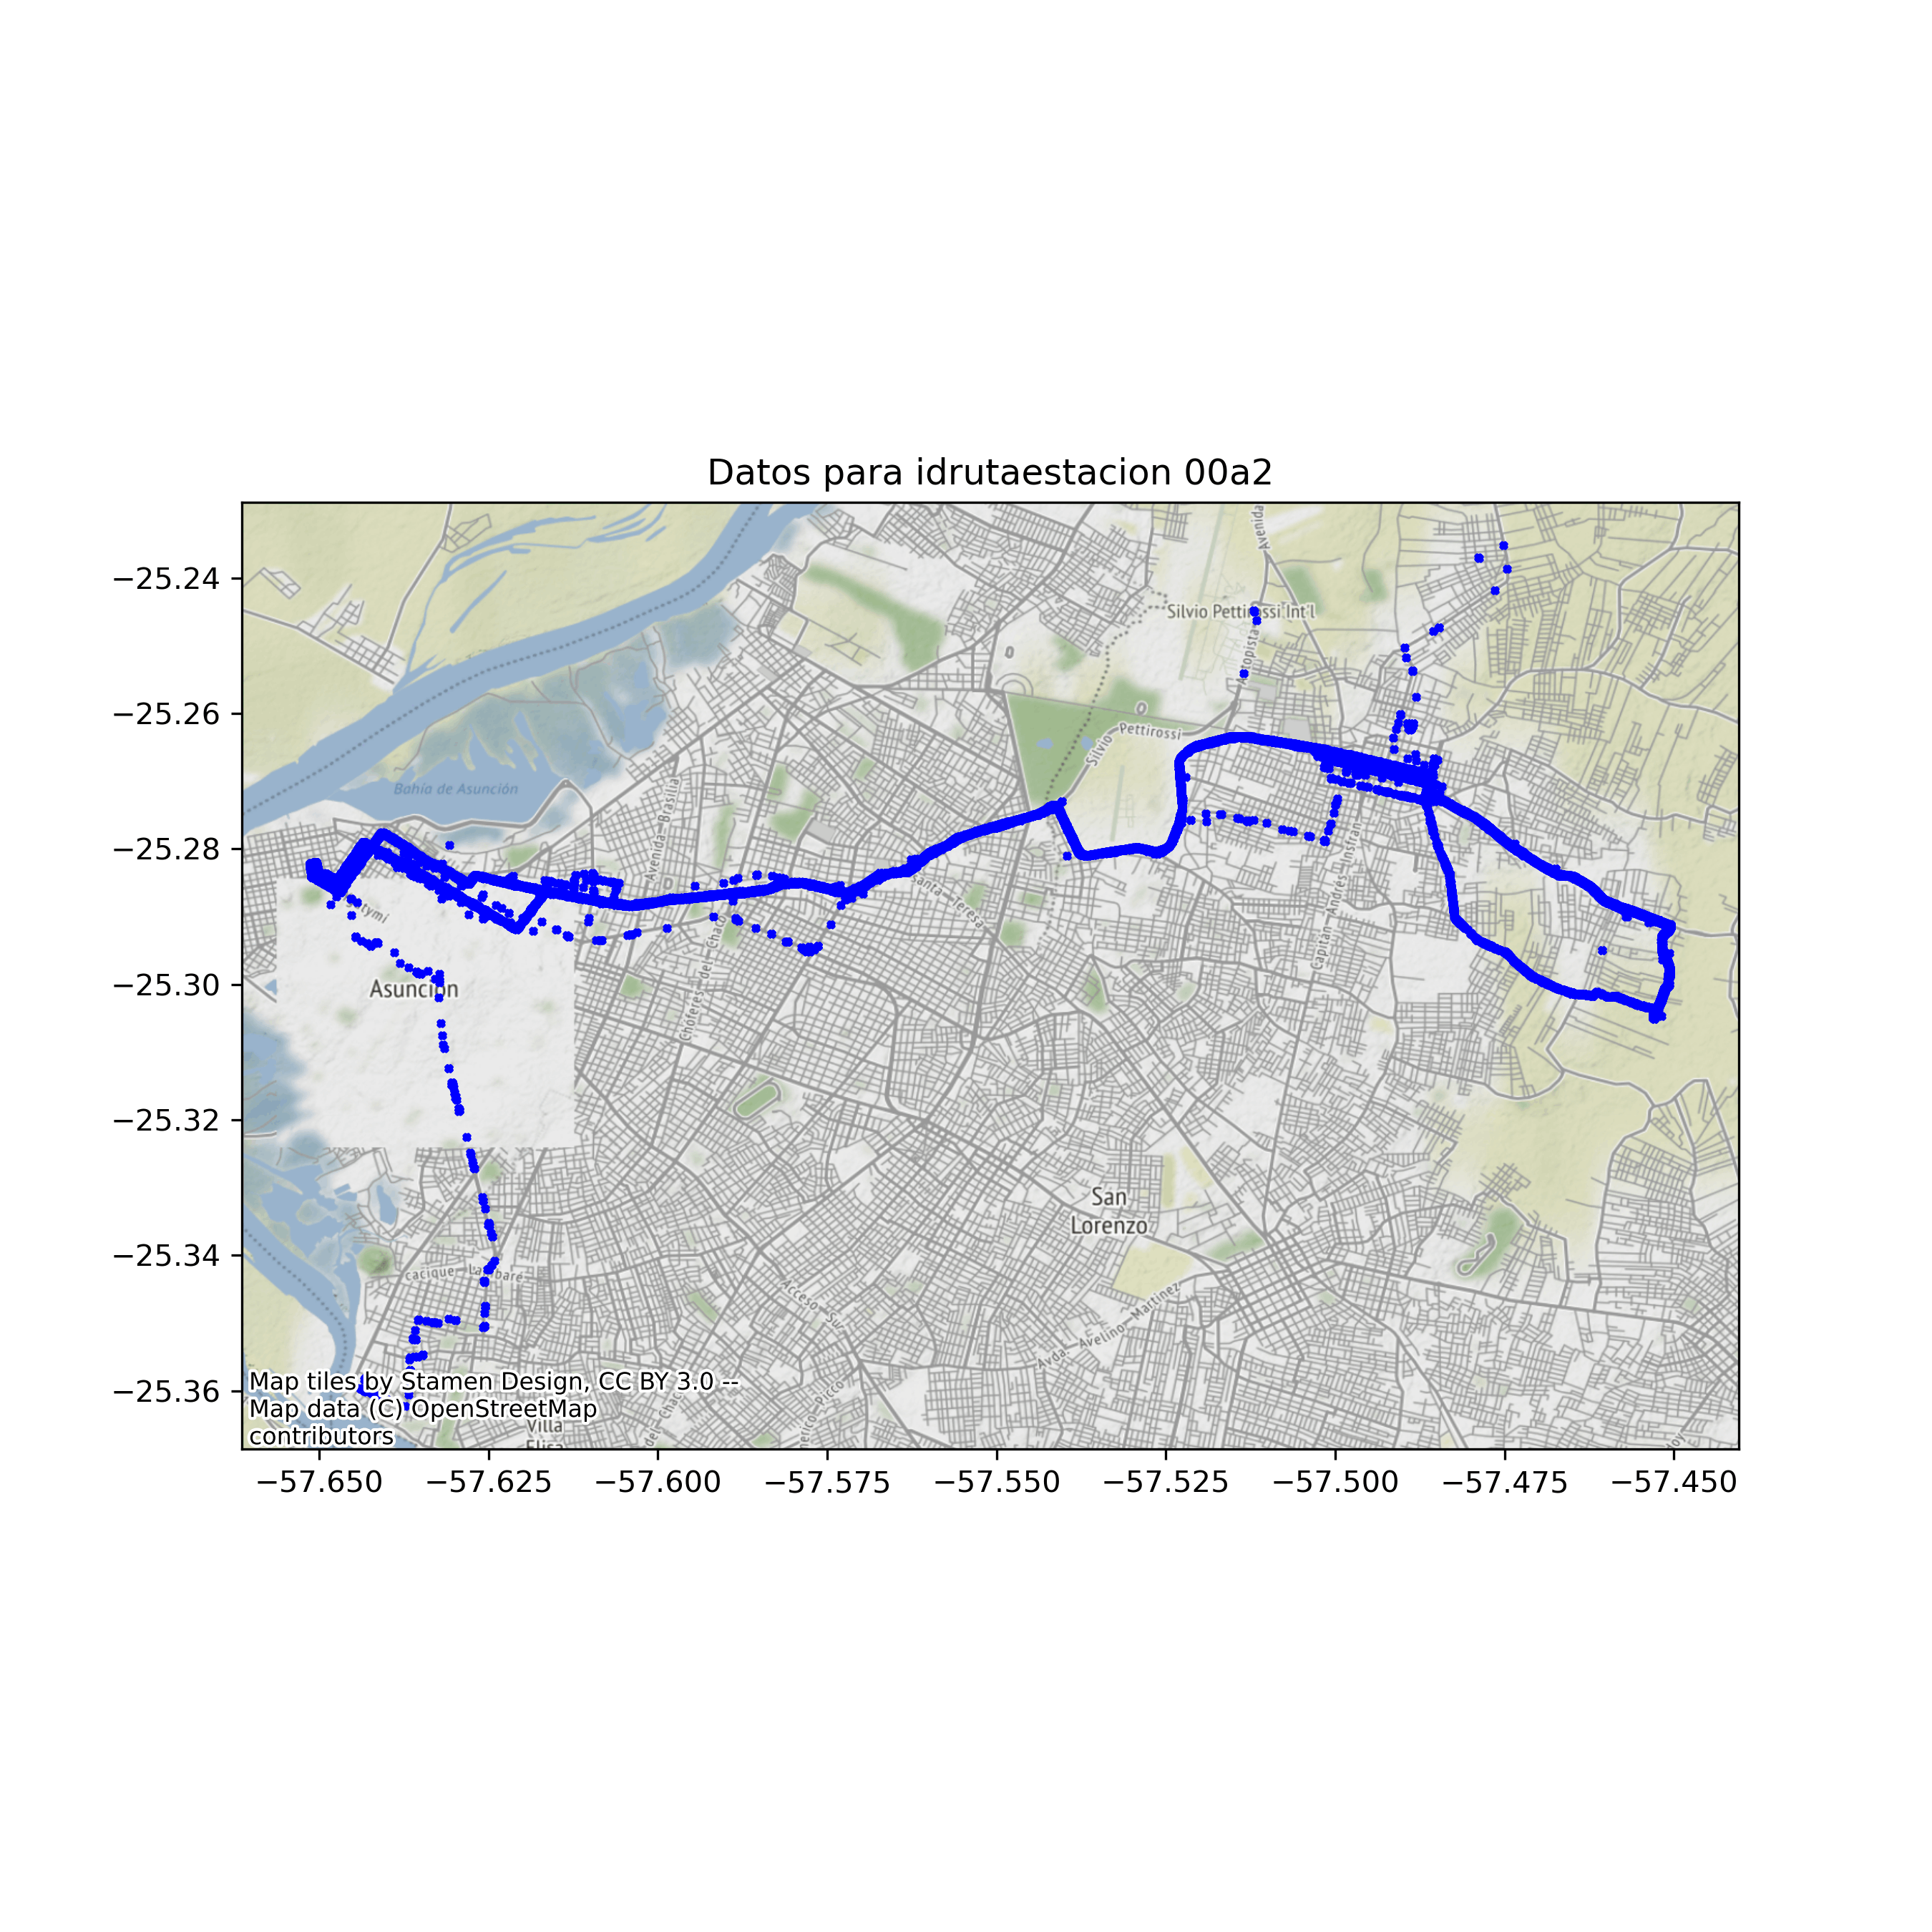 Datos para idrutaestacion 00a2
−25.24
−25.26
−25.28
−25.30
−25.32
−25.34
−25.36
Avenida
Silvio Pettirossi Int'l
Autopista
Silvio Pettirossi
Bahía de Asunción
Avenida Brasilia
Santa Teresa
Capitán Andrés Insfrán
Choferes del Chaco
Asunción
San
Lorenzo
cacique Lambaré
Acceso Sur
Avda. Avelino Martínez
Map tiles by Stamen Design, CC BY 3.0 --
Map data (C) OpenStreetMap
contributors
Villa
Elisa
del Chaco
−57.650 −57.625 −57.600 −57.575 −57.550 −57.525 −57.500 −57.475 −57.450